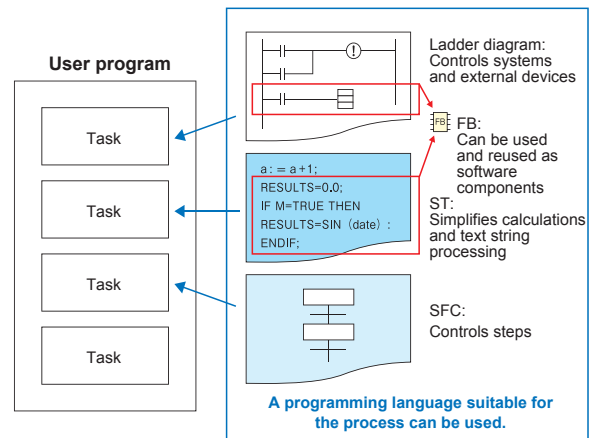 User program
Task
Task
Task
Task
a: = a+1;
RESULTS=0.0;
IF M=TRUE THEN
RESULTS=SIN (date) :
ENDIF;
Ladder diagram:
Controls systems
and external devices
FB
FB:
Can be used
and reused as
software
components
ST:
Simplifies calculations
and text string
processing
SFC:
Controls steps
A programming language suitable for
the process can be used.